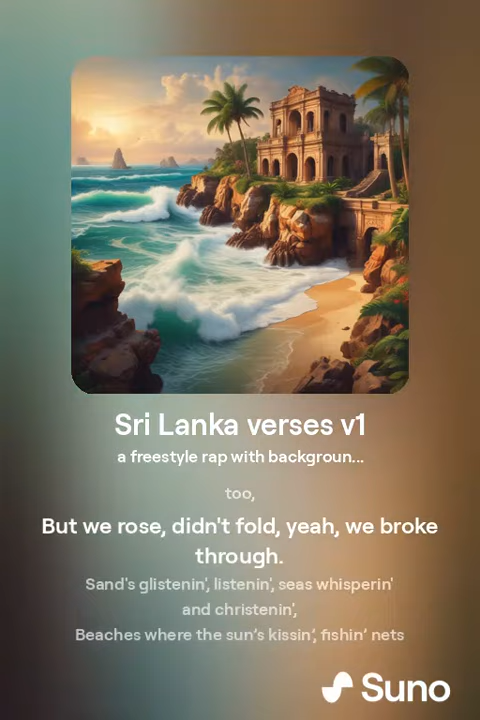 Sri Lanka verses v1
a freestyle rap with backgroun...
too,
But we rose, didn't fold, yeah, we broke
through.
Sand's glistenin', listenin', seas whisperin'
and christenin',
Beaches where the sun’s kissin’, fishin’ nets
Suno